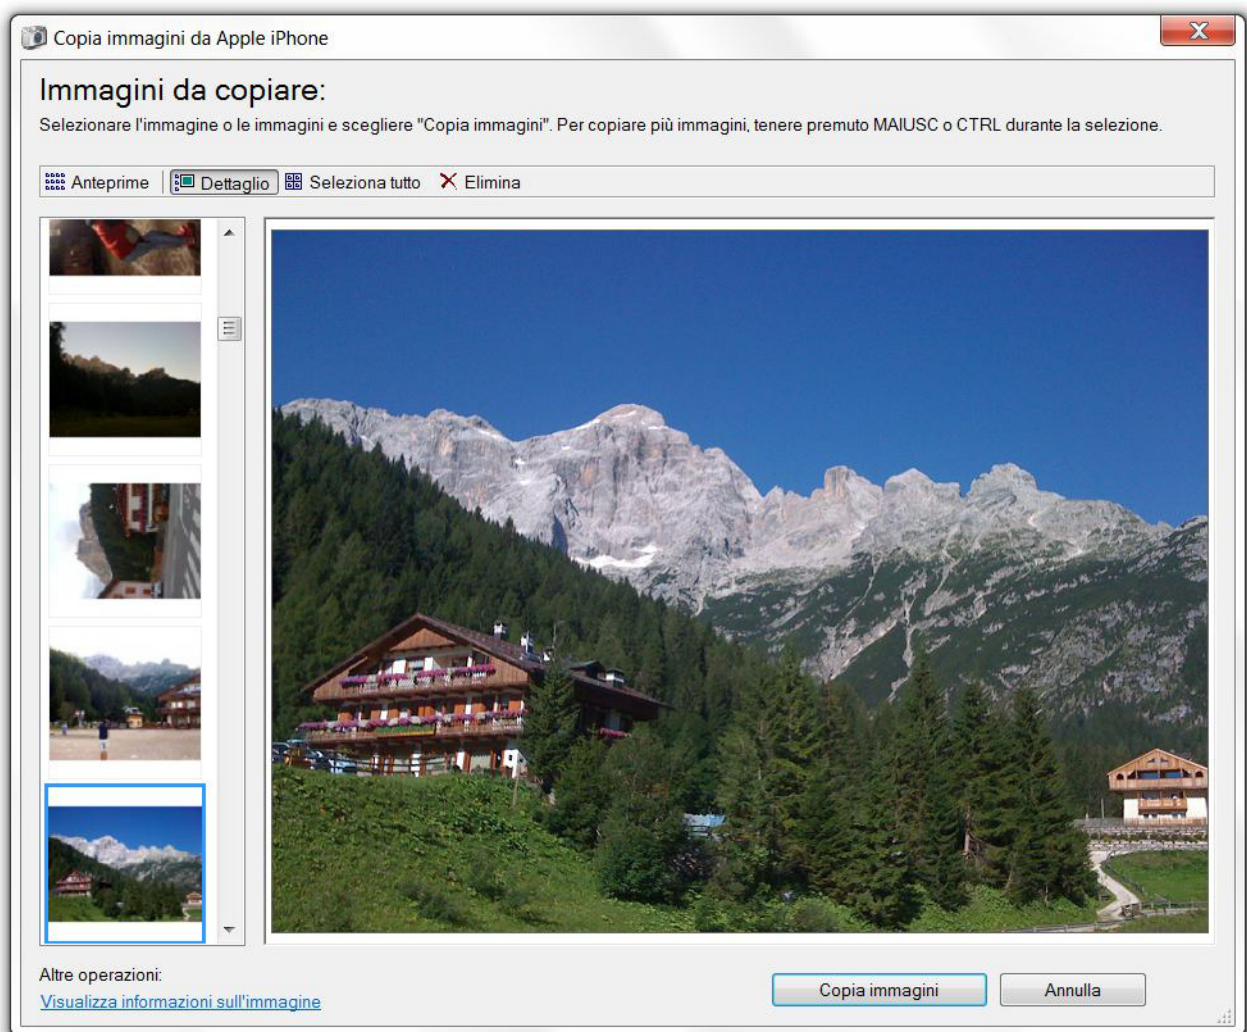 Copia immagini da Apple iPhone
Immagini da copiare:
Selezionare l'immagine o le immagini e scegliere "Copia immagini". Per copiare più immagini, tenere premuto MAIUSC o CTRL durante la selezione.
Anteprime Dettaglio Seleziona tutto Elimina
Altre operazioni:
Visualizza informazioni sull'immagine
Copia immagini Annulla